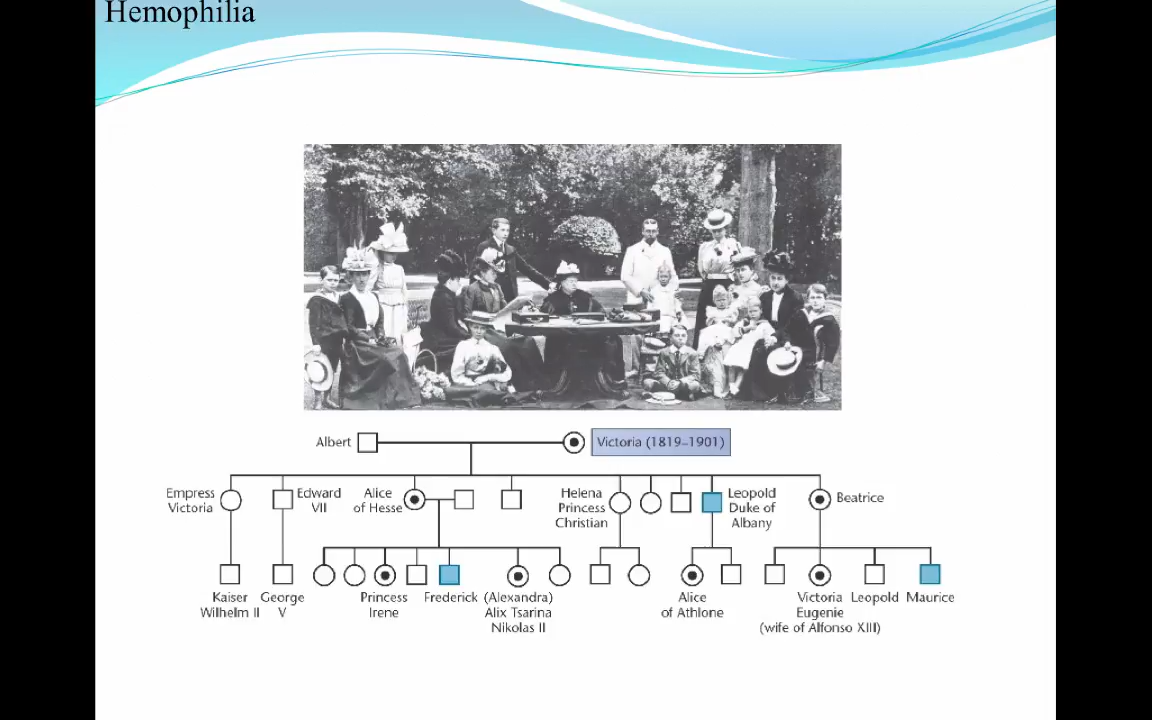 Hemophilia
Albert
Victoria (1819–1901)
Empress
Victoria
Edward
VII
Alice
of Hesse
Helena
Princess
Christian
Leopold
Duke of
Albany
Beatrice
Kaiser
Wilhelm II
George
V
Princess
Irene
Frederick
(Alexandra)
Alix Tsarina
Nikolas II
Alice
of Athlone
Victoria
Eugenie
(wife of Alfonso XIII)
Leopold
Maurice